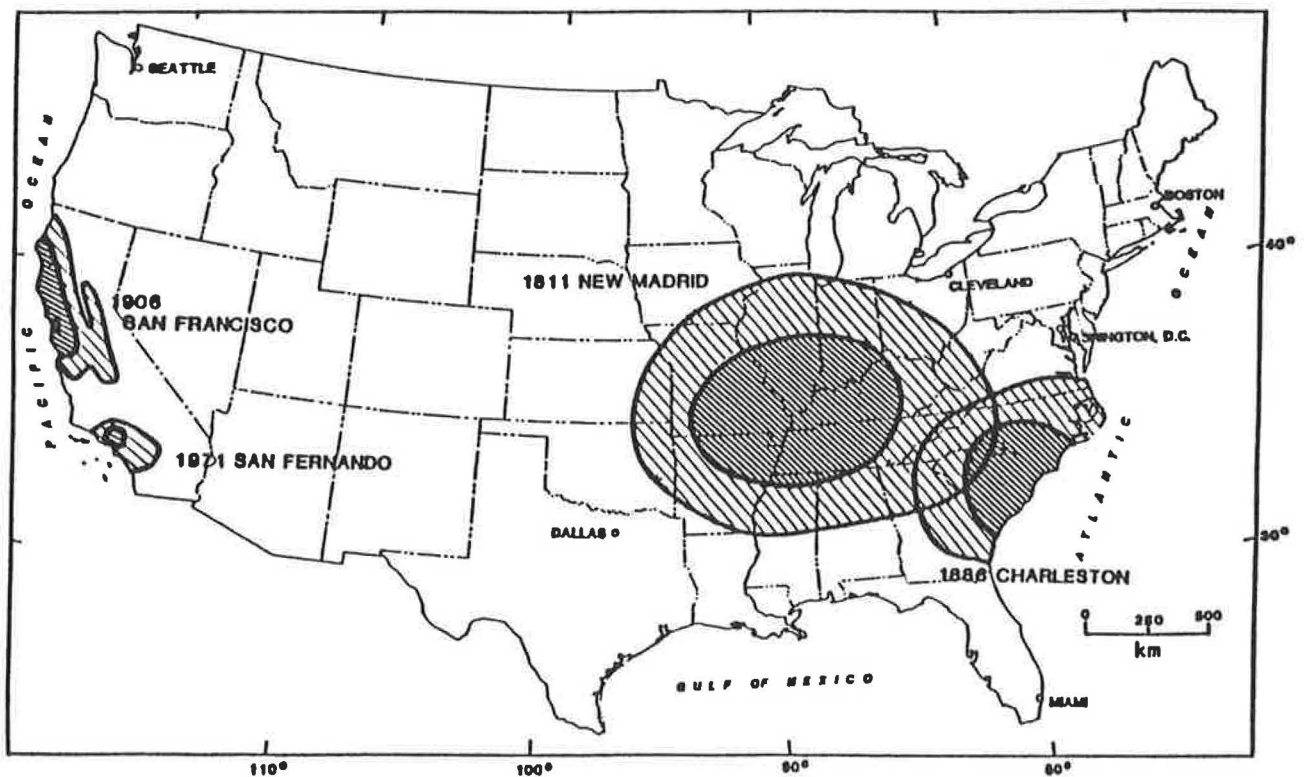 SEATTLE
OCEAN
BOSTON
OCEAN
40°
1811 NEW MADRID
CLEVELAND
1906
SAN FRANCISCO
PACIFIC
WASHINGTON, D.C.
1971 SAN FERNANDO
ATLANTIC
DALLAS
30°
1886 CHARLESTON
0 250 500
km
GULF OF MEXICO
MIAMI
110° 100° 90° 80°